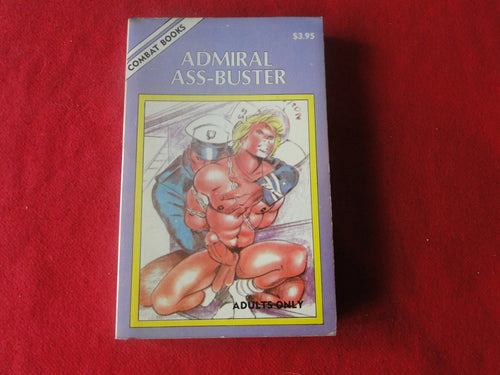 COMBAT BOOKS
$3.95
ADMIRAL
ASS-BUSTER
ADULTS ONLY